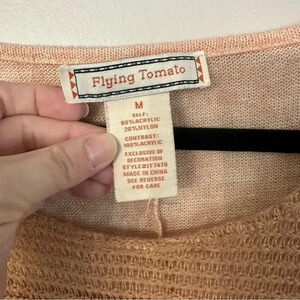 Flying Tomato
M
SELF:
80%ACRYLIC
20%NYLON
CONTRAST:
100%ACRYLIC
EXCLUSIVE OF
DECORATION
MADE IN CHINA
SEE REVERSE
FOR CARE